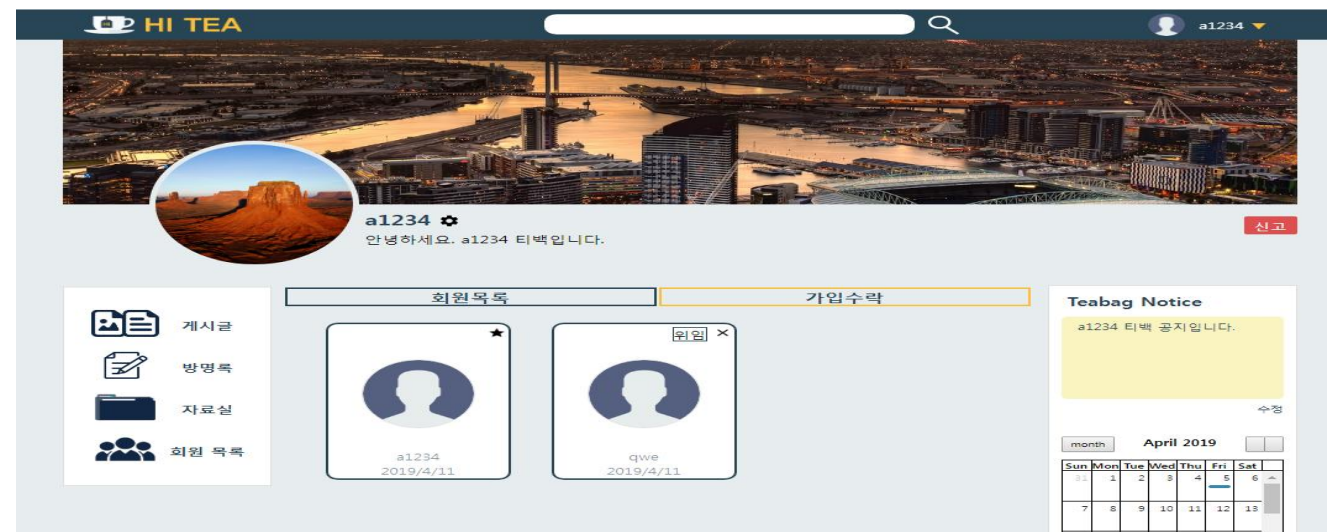 HI TEA
a1234
a1234
안녕하세요. a1234 티백입니다.
신고
게시글
방명록
자료실
회원 목록
회원목록
가입수락
위임
a1234
2019/4/11
qwe
2019/4/11
Teabag Notice
a1234 티백 공지입니다.
수정
month
April 2019
Sun Mon Tue Wed Thu Fri Sat
31 1 2 3 4 5 6
7 8 9 10 11 12 13